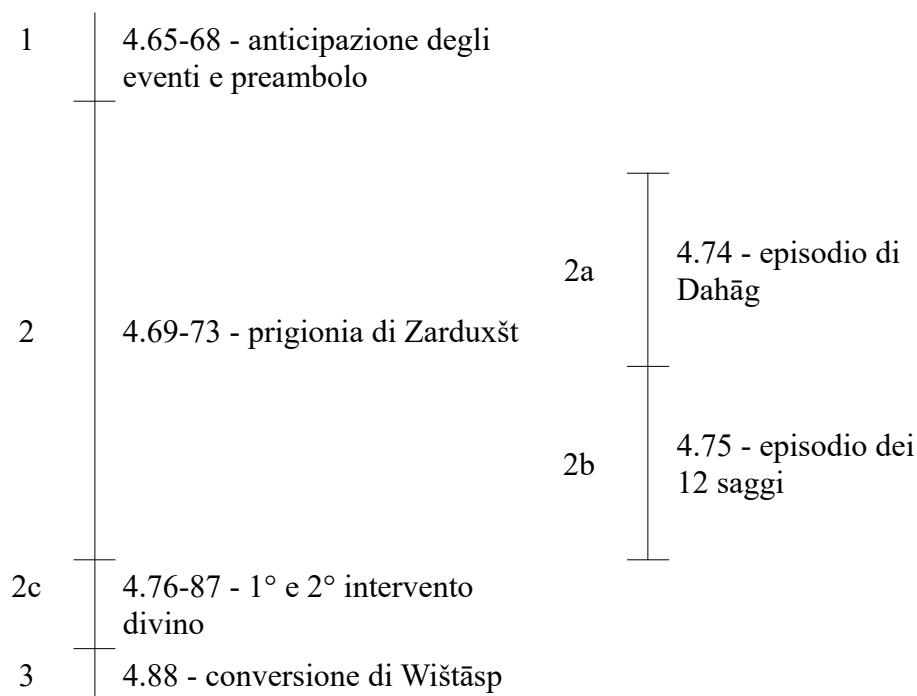 1
4.65-68 - anticipazione degli
eventi e preambolo
2
4.69-73 - prigionia di Zarduxšt
2a
4.74 - episodio di
Dahāg
2b
4.75 - episodio dei
12 saggi
2c
4.76-87 - 1° e 2° intervento
divino
3
4.88 - conversione di Wištāsp